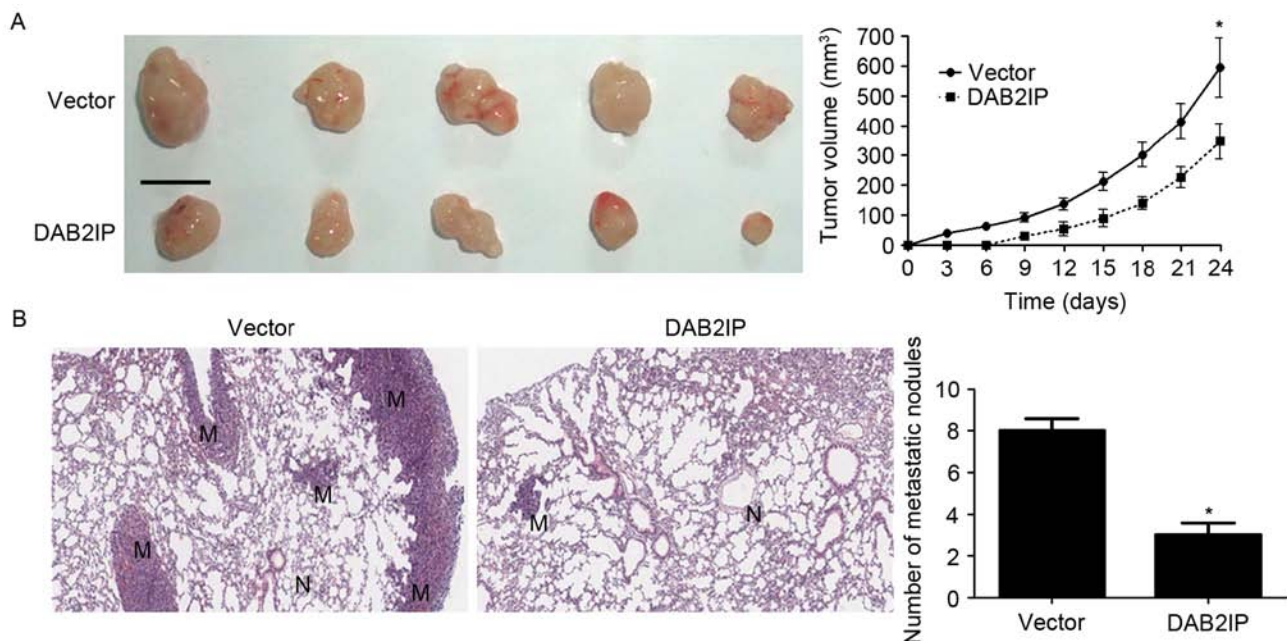 A
Vector
DAB2IP
Tumor volume (mm³)
700
600
500
400
300
200
100
0
*
Vector
DAB2IP
0 3 6 9 12 15 18 21 24
Time (days)
B
Vector
M
M
M
M
M
N
DAB2IP
M
N
Number of metastatic nodules
10
8
6
4
2
0
*
Vector DAB2IP